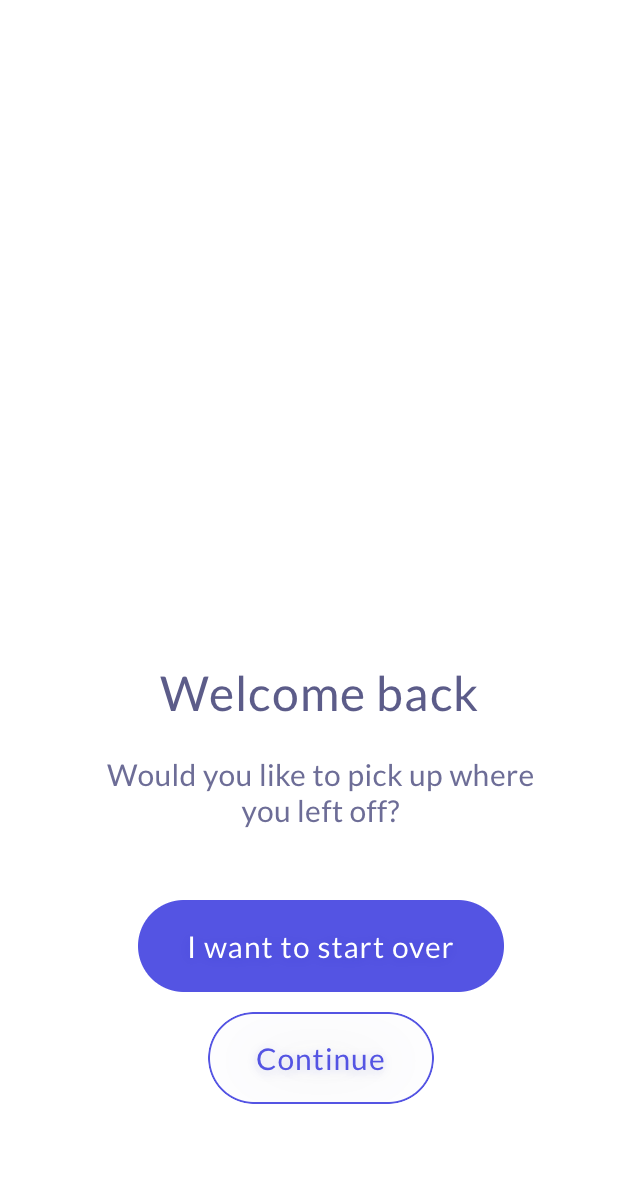 Welcome back
Would you like to pick up where
you left off?
I want to start over
Continue